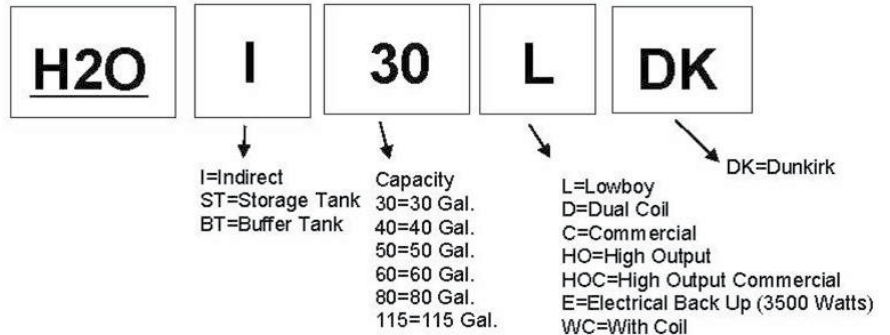 H2O I 30 L DK
I=Indirect
ST=Storage Tank
BT=Buffer Tank
Capacity
30=30 Gal.
40=40 Gal.
50=50 Gal.
60=60 Gal.
80=80 Gal.
115=115 Gal.
L=Lowboy
D=Dual Coil
C=Commercial
HO=High Output
HOC=High Output Commercial
E=Electrical Back Up (3500 Watts)
WC=With Coil
DK=Dunkirk